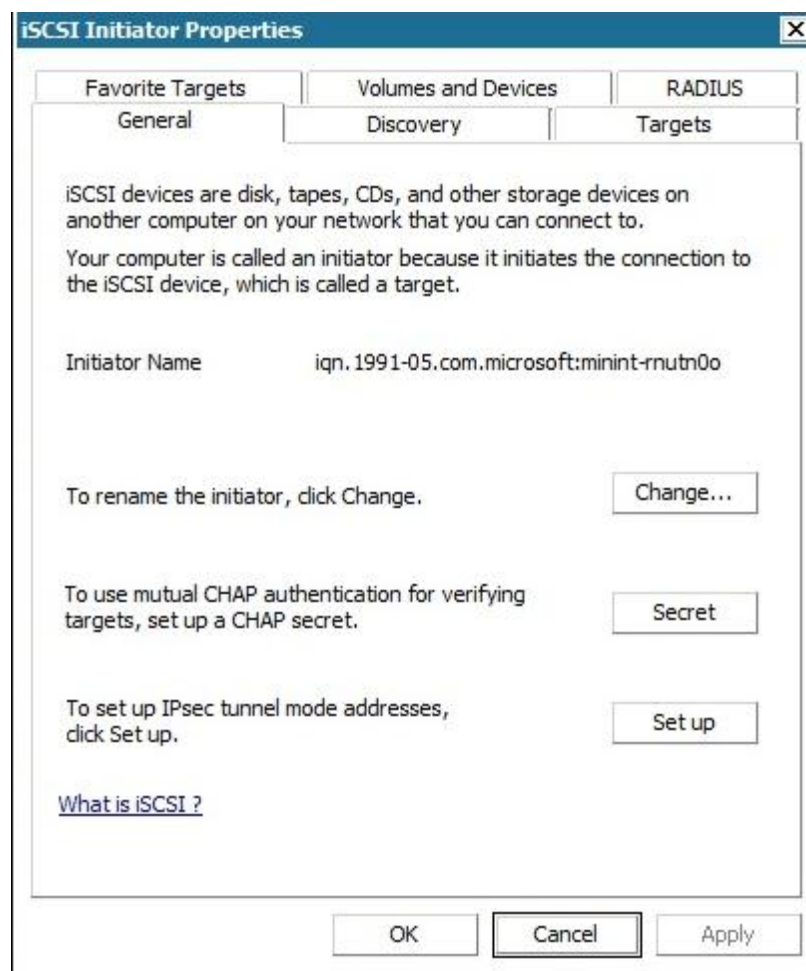 iSCSI Initiator Properties
Favorite Targets Volumes and Devices RADIUS
General Discovery Targets
iSCSI devices are disk, tapes, CDs, and other storage devices on
another computer on your network that you can connect to.
Your computer is called an initiator because it initiates the connection to
the iSCSI device, which is called a target.
Initiator Name iqn.1991-05.com.microsoft:minint-rnutn0o
To rename the initiator, click Change. Change...
To use mutual CHAP authentication for verifying
targets, set up a CHAP secret. Secret
To set up IPsec tunnel mode addresses,
click Set up. Set up
What is iSCSI ?
OK Cancel Apply